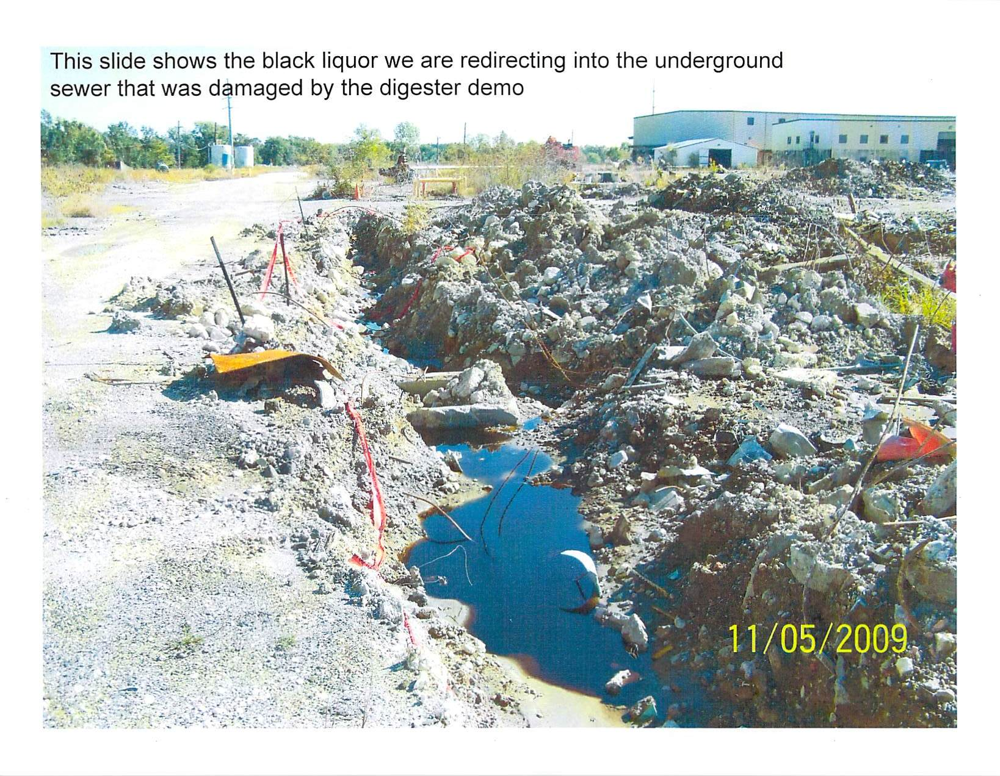 This slide shows the black liquor we are redirecting into the underground
sewer that was damaged by the digester demo
11/05/2009